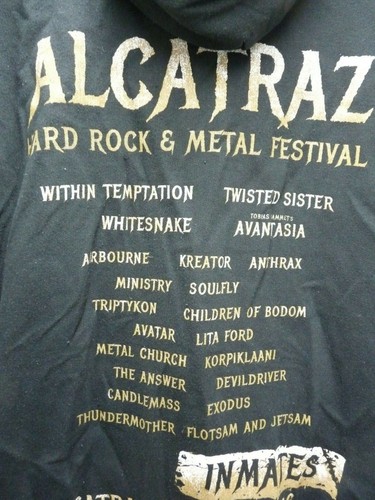 ALCATRAZ
HARD ROCK & METAL FESTIVAL
WITHIN TEMPTATION TWISTED SISTER
WHITESNAKE TOBIAS SAMMET'S AVANTASIA
AIRBOURNE KREATOR ANTHRAX
MINISTRY SOULFLY
TRIPTYKON CHILDREN OF BODOM
AVATAR LITA FORD
METAL CHURCH KORPIKLAANI
THE ANSWER DEVILDRIVER
CANDLEMASS EXODUS
THUNDERMOTHER FLOTSAM AND JETSAM
INMATES